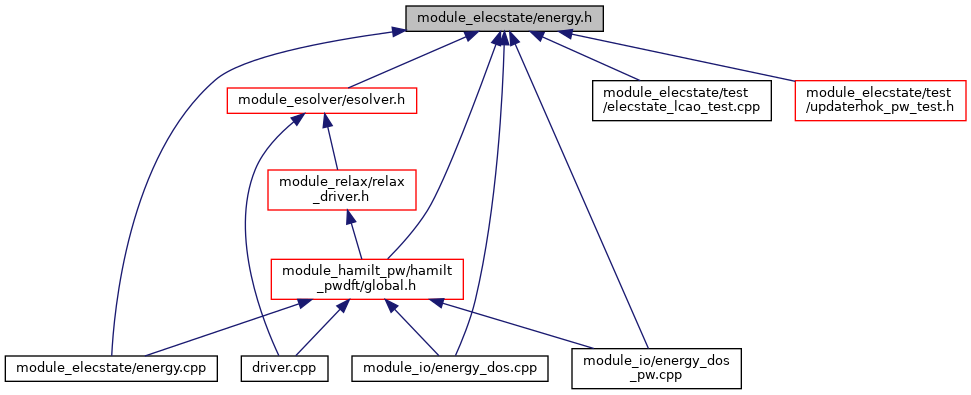 module_elecstate/energy.h
module_esolver/esolver.h
module_elecstate/test
/elecstate_lcao_test.cpp
module_elecstate/test
/updaterhok_pw_test.h
module_relax/relax
_driver.h
module_hamilt_pw/hamilt
_pwdft/global.h
module_elecstate/energy.cpp
driver.cpp
module_io/energy_dos.cpp
module_io/energy_dos
_pw.cpp